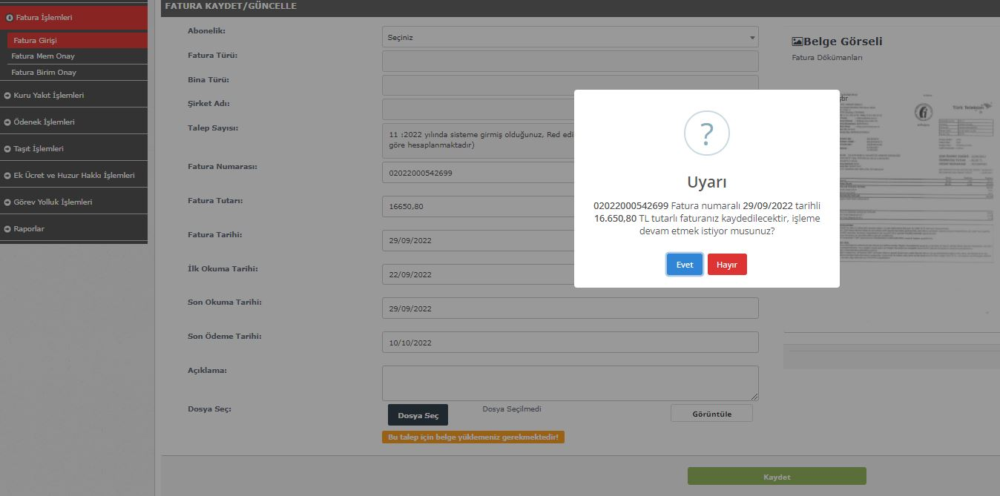 FATURA KAYDET/GÜNCELLE
Fatura İşlemleri
Fatura Girişi
Fatura Mem Onay
Fatura Birim Onay
Kuru Yakıt İşlemleri
Ödenek İşlemleri
Taşıt İşlemleri
Ek Ücret ve Huzur Hakkı İşlemleri
Görev Yolluk İşlemleri
Raporlar
Abonelik:
Seçiniz
Fatura Türü:
Bina Türü:
Şirket Adı:
Talep Sayısı:
11 :2022 yılında sisteme girmiş olduğunuz, Red edi
göre hesaplanmaktadır)
Fatura Numarası:
02022000542699
Fatura Tutarı:
16650,80
Fatura Tarihi:
29/09/2022
İlk Okuma Tarihi:
22/09/2022
Son Okuma Tarihi:
29/09/2022
Son Ödeme Tarihi:
10/10/2022
Açıklama:
Dosya Seç:
Dosya Seç
Dosya Seçilmedi
Görüntüle
Bu talep için belge yüklemeniz gerekmektedir!
Kaydet
Belge Görseli
Fatura Dökümanları
Türk Telekom
Uyarı
02022000542699 Fatura numaralı 29/09/2022 tarihli
16.650,80 TL tutarlı faturanız kaydedilecektir, işleme
devam etmek istiyor musunuz?
Evet
Hayır